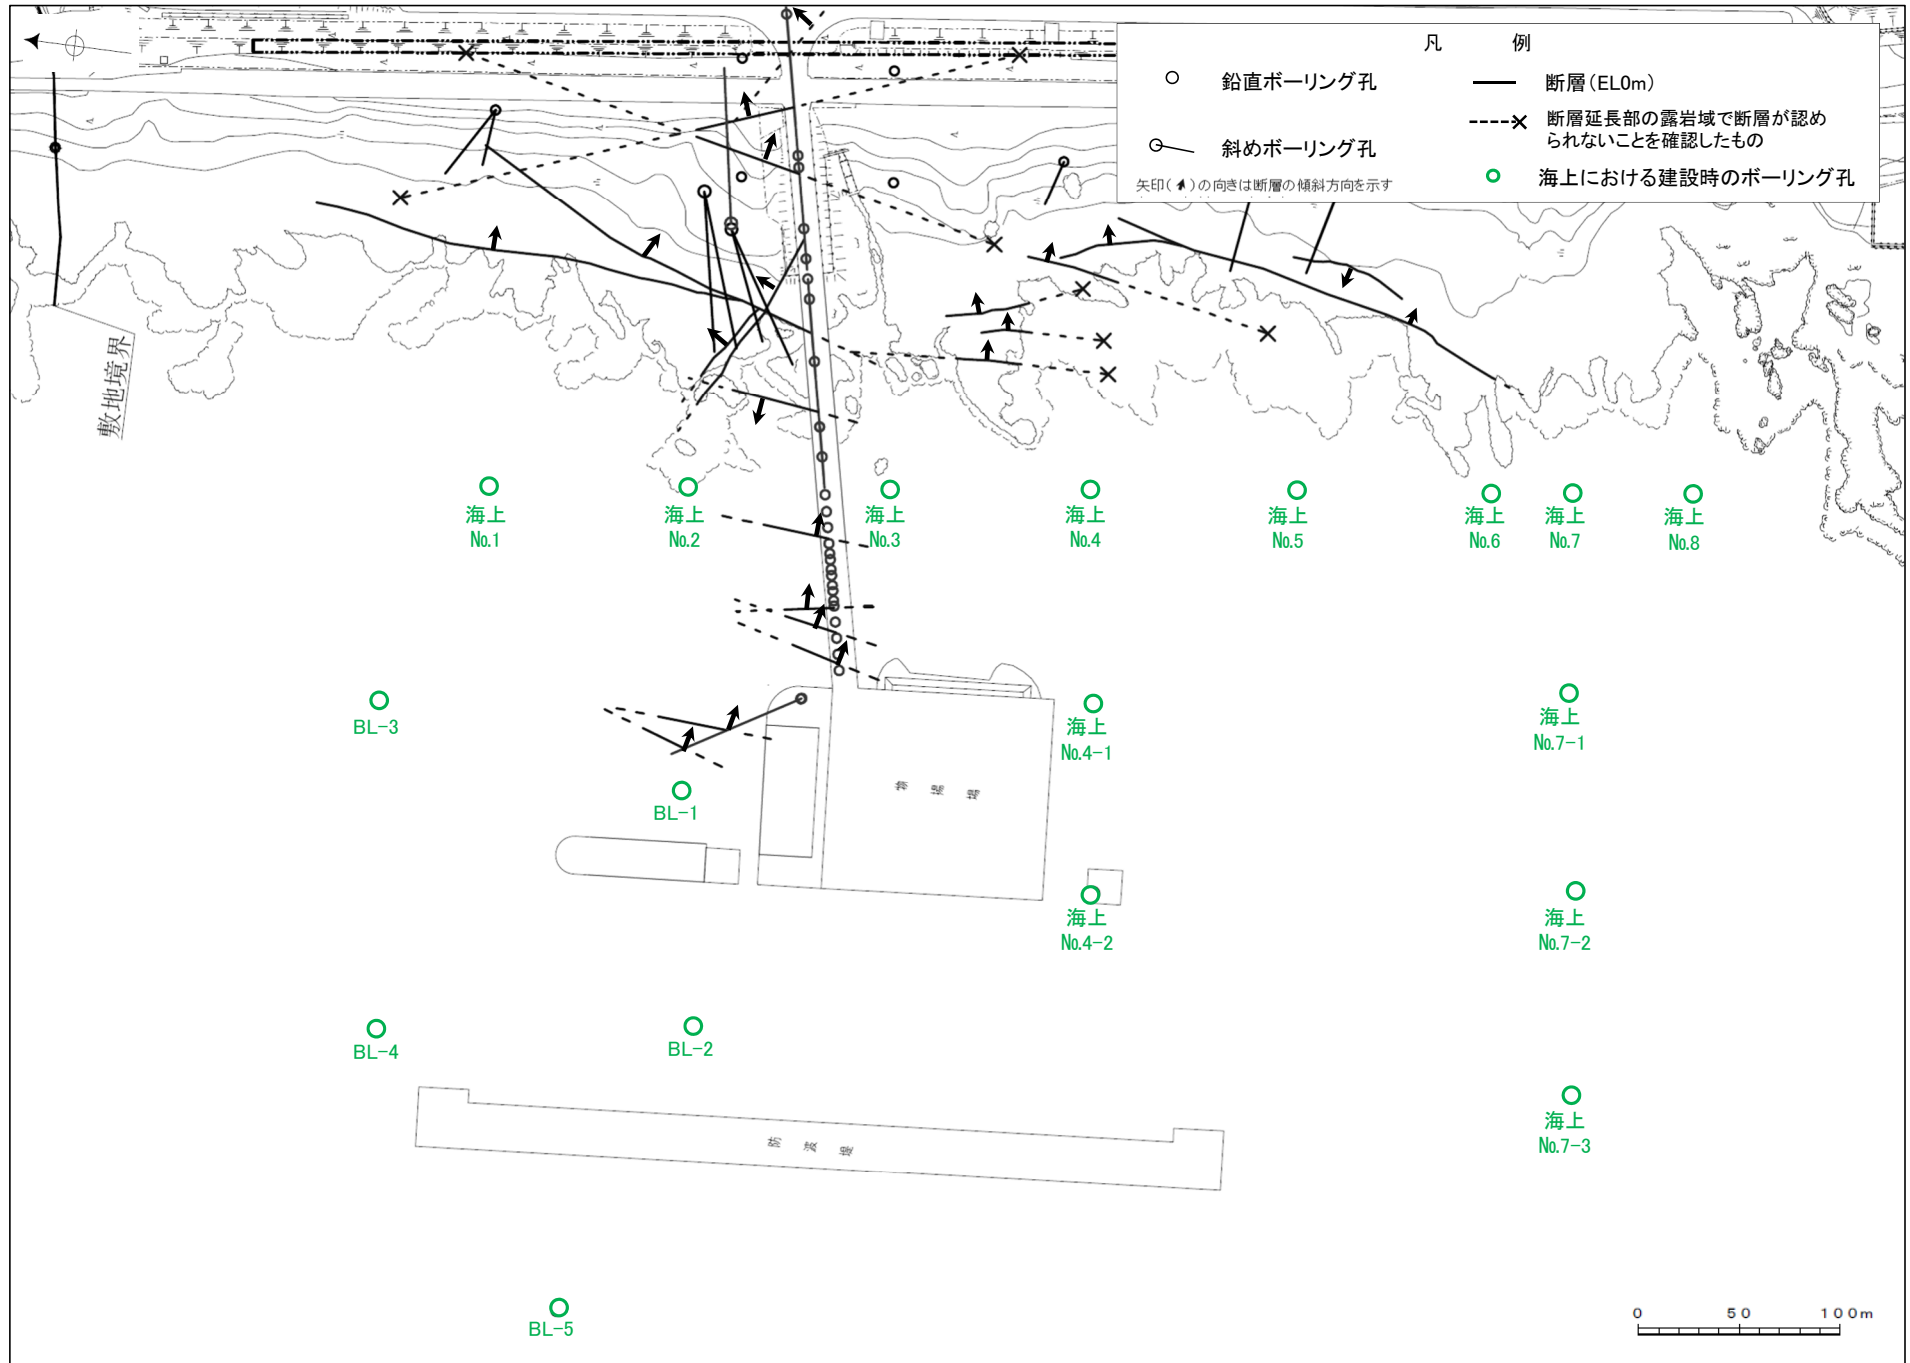 凡 例
鉛直ボーリング孔
断層(EL0m)
斜めボーリング孔
断層延長部の露岩域で断層が認め
られないことを確認したもの
矢印( )の向きは断層の傾斜方向を示す
海上における建設時のボーリング孔
敷地境界
海上
No.1
海上
No.2
海上
No.3
海上
No.4
海上
No.5
海上
No.6
海上
No.7
海上
No.8
BL-3
海上
No.4-1
海上
No.7-1
BL-1
物揚場
海上
No.4-2
海上
No.7-2
BL-4
BL-2
防波堤
海上
No.7-3
BL-5
0 50 100m